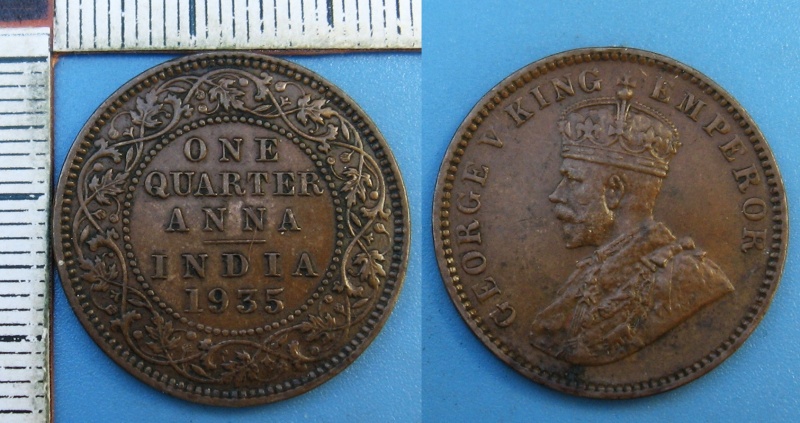 ONE
QUARTER
ANNA
INDIA
1935
GEORGE V KING EMPEROR